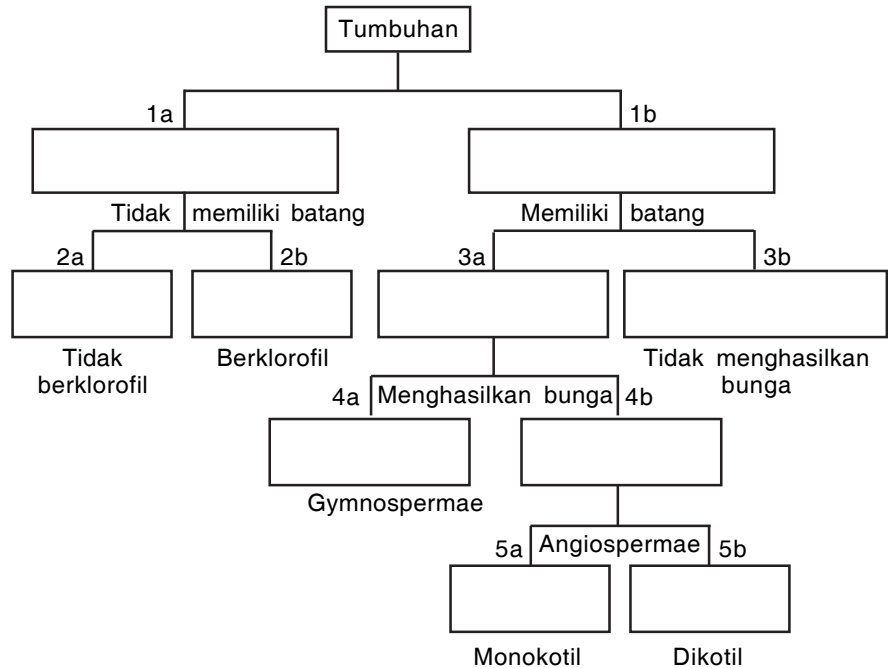 Tumbuhan
1a
1b
Tidak memiliki batang
Memiliki batang
2a
2b
3a
3b
Tidak
berklorofil
Berklorofil
Tidak menghasilkan
bunga
4a
Menghasilkan bunga
4b
Gymnospermae
5a
Angiospermae
5b
Monokotil
Dikotil